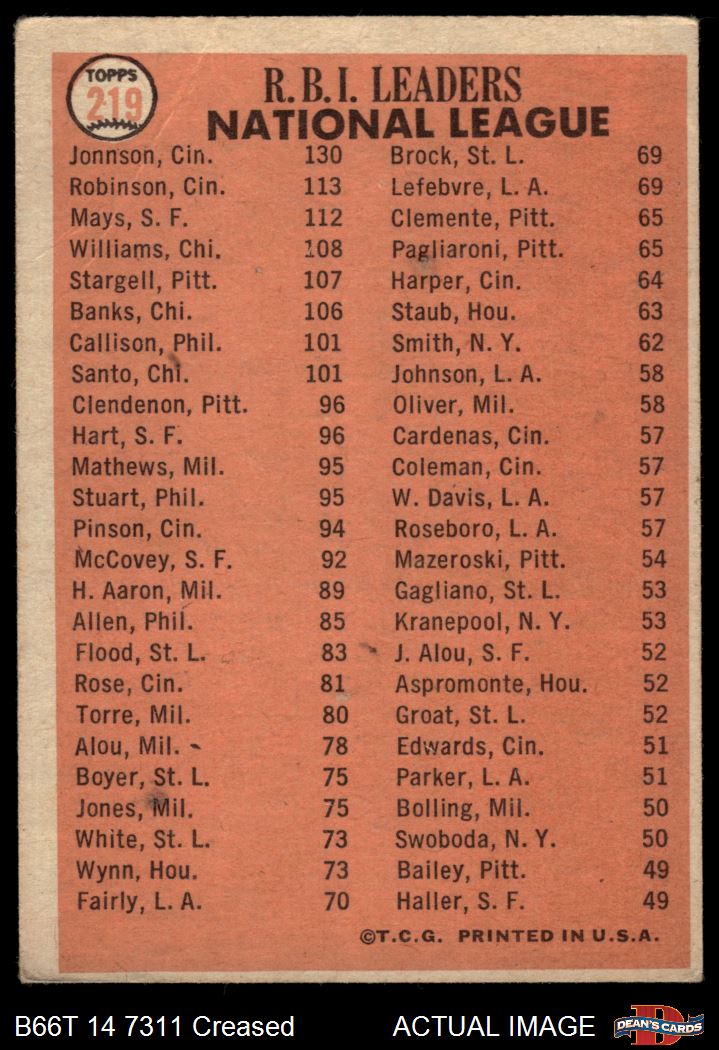 TOPPS
219
R.B.I. LEADERS
NATIONAL LEAGUE
Jonnson, Cin. 130
Robinson, Cin. 113
Mays, S. F. 112
Williams, Chi. 108
Stargell, Pitt. 107
Banks, Chi. 106
Callison, Phil. 101
Santo, Chi. 101
Clendenon, Pitt. 96
Hart, S. F. 96
Mathews, Mil. 95
Stuart, Phil. 95
Pinson, Cin. 94
McCovey, S. F. 92
H. Aaron, Mil. 89
Allen, Phil. 85
Flood, St. L. 83
Rose, Cin. 81
Torre, Mil. 80
Alou, Mil. 78
Boyer, St. L. 75
Jones, Mil. 75
White, St. L. 73
Wynn, Hou. 73
Fairly, L. A. 70
Brock, St. L. 69
Lefebvre, L. A. 69
Clemente, Pitt. 65
Pagliaroni, Pitt. 65
Harper, Cin. 64
Staub, Hou. 63
Smith, N. Y. 62
Johnson, L. A. 58
Oliver, Mil. 58
Cardenas, Cin. 57
Coleman, Cin. 57
W. Davis, L. A. 57
Roseboro, L. A. 57
Mazeroski, Pitt. 54
Gagliano, St. L. 53
Kranepool, N. Y. 53
J. Alou, S. F. 52
Aspromonte, Hou. 52
Groat, St. L. 52
Edwards, Cin. 51
Parker, L. A. 51
Bolling, Mil. 50
Swoboda, N. Y. 50
Bailey, Pitt. 49
Haller, S. F. 49
©T.C.G. PRINTED IN U.S.A.
B66T 14 7311 Creased ACTUAL IMAGE
DEAN'S CARDS